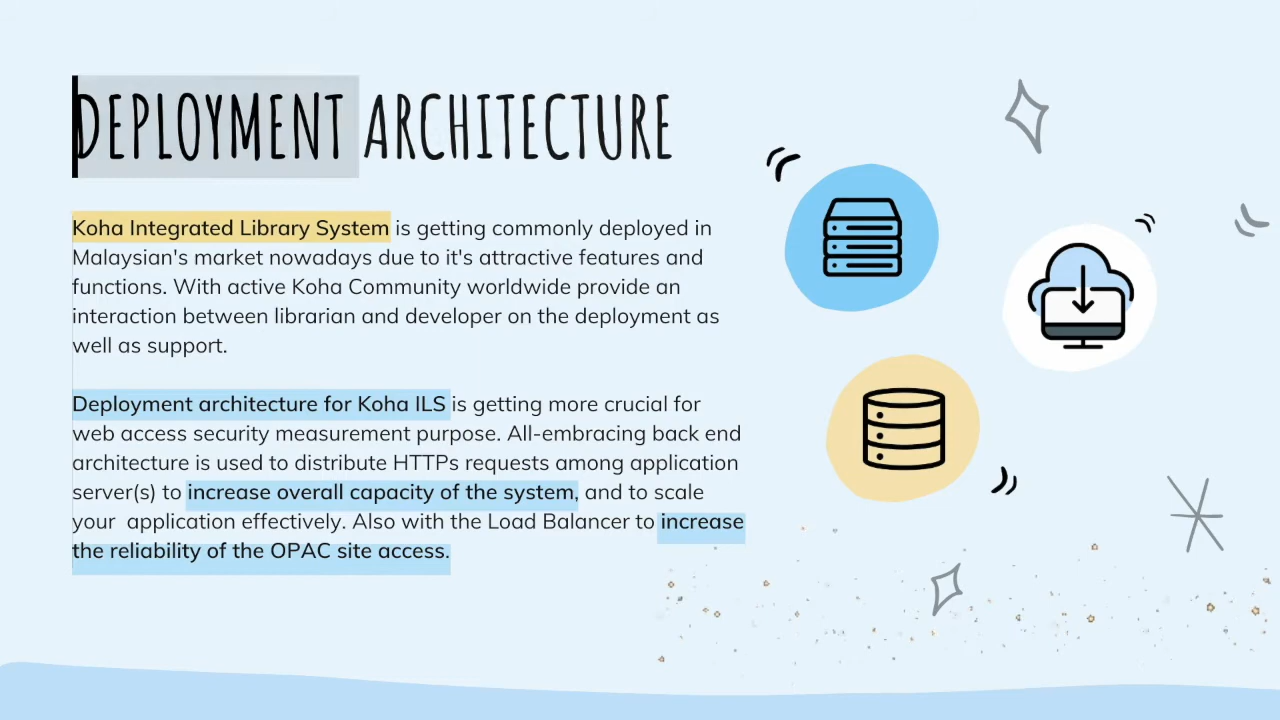 DEPLOYMENT ARCHITECTURE
Koha Integrated Library System is getting commonly deployed in
Malaysian's market nowadays due to it's attractive features and
functions. With active Koha Community worldwide provide an
interaction between librarian and developer on the deployment as
well as support.
Deployment architecture for Koha ILS is getting more crucial for
web access security measurement purpose. All-embracing back end
architecture is used to distribute HTTPs requests among application
server(s) to increase overall capacity of the system, and to scale
your  application effectively. Also with the Load Balancer to increase
the reliability of the OPAC site access.